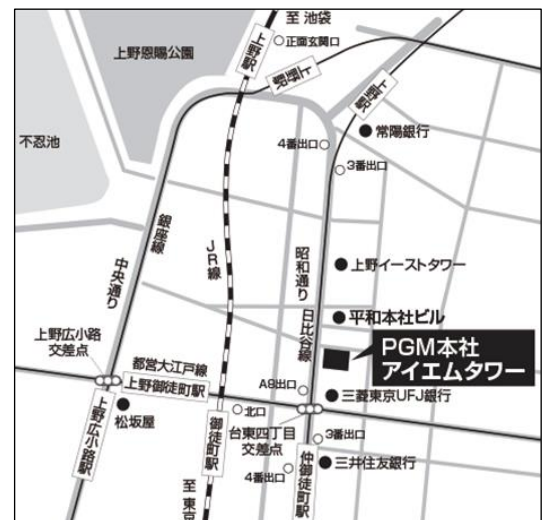 至 池袋
上野駅
正面玄関口
上野恩賜公園
上野駅
上野駅
常陽銀行
4番出口
3番出口
不忍池
銀座線
中央通り
JR線
昭和通り
日比谷線
上野イーストタワー
平和本社ビル
PGM本社
アイエムタワー
上野広小路
交差点
都営大江戸線
上野御徒町駅
A8出口
三菱東京UFJ銀行
松坂屋
北口
台東四丁目
交差点
3番出口
三井住友銀行
4番出口
上野広小路駅
御徒町駅
仲御徒町駅
至 東京